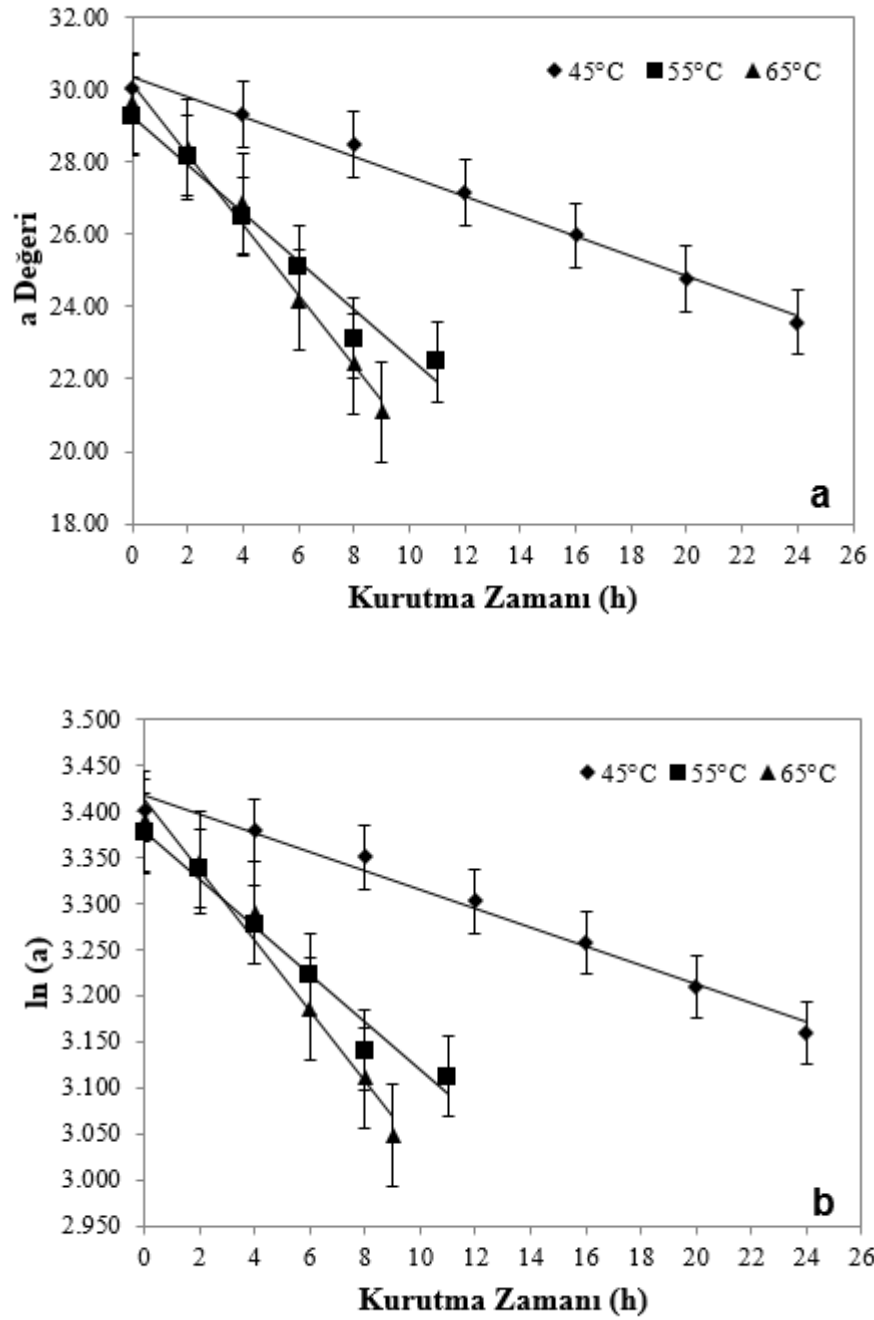 32.00
30.00
28.00
26.00
24.00
22.00
20.00
18.00
a Değeri
45°C 55°C 65°C
a
0 2 4 6 8 10 12 14 16 18 20 22 24 26
Kurutma Zamanı (h)
3.500
3.450
3.400
3.350
3.300
3.250
3.200
3.150
3.100
3.050
3.000
2.950
ln (a)
45°C 55°C 65°C
b
0 2 4 6 8 10 12 14 16 18 20 22 24 26
Kurutma Zamanı (h)